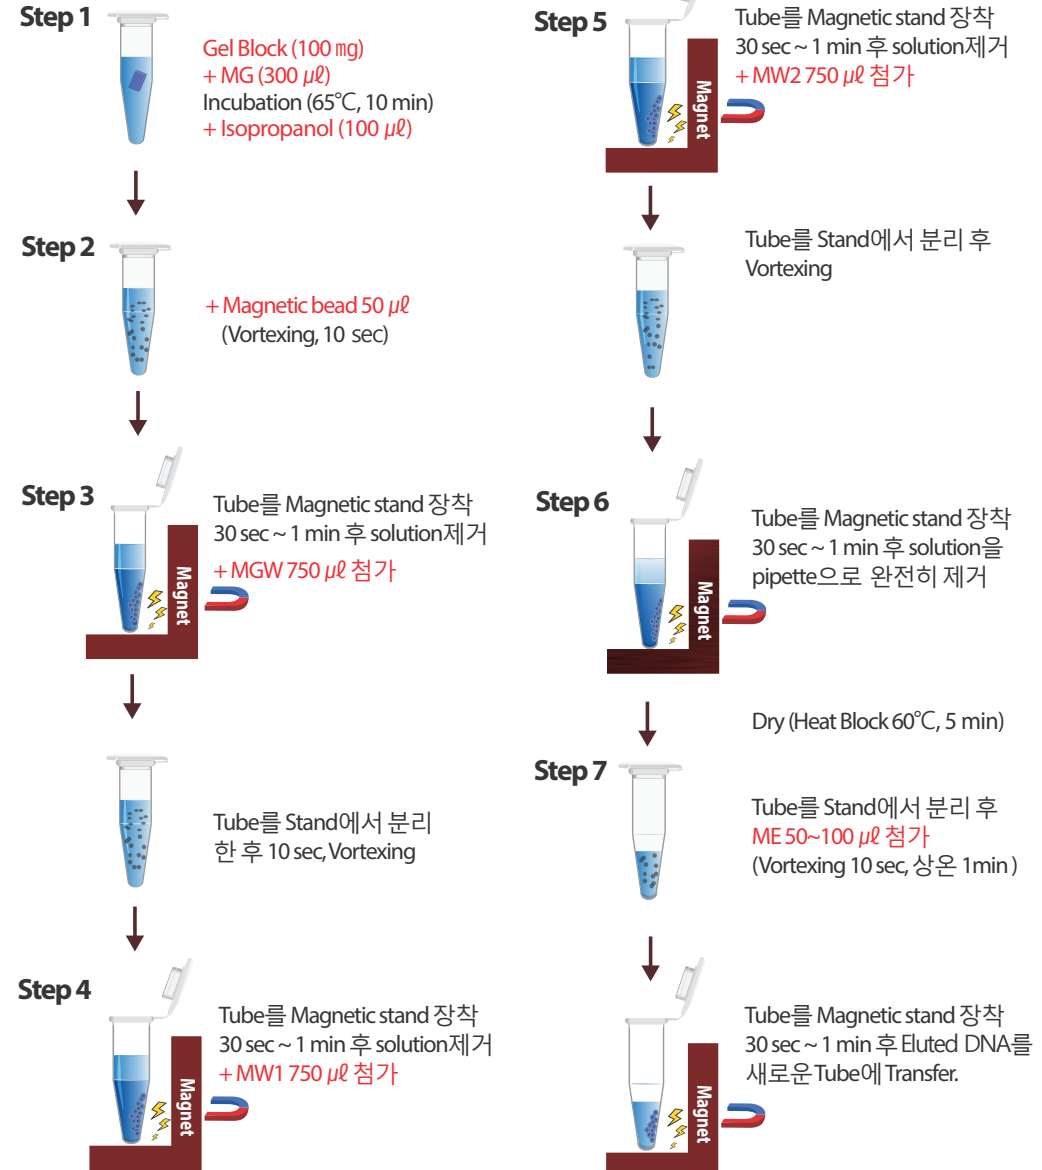 Step 1
Gel Block (100 mg)
+ MG (300 μℓ)
Incubation (65℃, 10 min)
+ Isopropanol (100 μℓ)
Step 2
+ Magnetic bead 50 μℓ
(Vortexing, 10 sec)
Step 3
Tube를 Magnetic stand 장착
30 sec ~ 1 min 후 solution제거
+ MGW 750 μℓ 첨가
Magnet
Tube를 Stand에서 분리
한 후 10 sec, Vortexing
Step 4
Tube를 Magnetic stand 장착
30 sec ~ 1 min 후 solution제거
+ MW1 750 μℓ 첨가
Magnet
Step 5
Tube를 Magnetic stand 장착
30 sec ~ 1 min 후 solution제거
+ MW2 750 μℓ 첨가
Magnet
Tube를 Stand에서 분리 후
Vortexing
Step 6
Tube를 Magnetic stand 장착
30 sec ~ 1 min 후 solution을
pipette으로 완전히 제거
Magnet
Dry (Heat Block 60℃, 5 min)
Step 7
Tube를 Stand에서 분리 후
ME 50~100 μℓ 첨가
(Vortexing 10 sec, 상온 1min )
Tube를 Magnetic stand 장착
30 sec ~ 1 min 후 Eluted DNA를
새로운 Tube에 Transfer.
Magnet